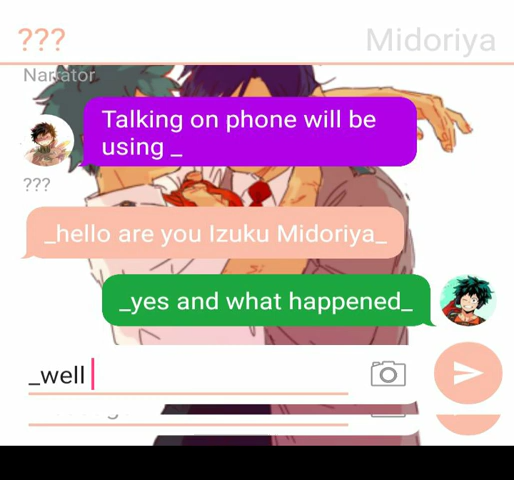 ??? Midoriya
Narrator
Talking on phone will be
using _
???
_hello are you Izuku Midoriya_
_yes and what happened_
_well